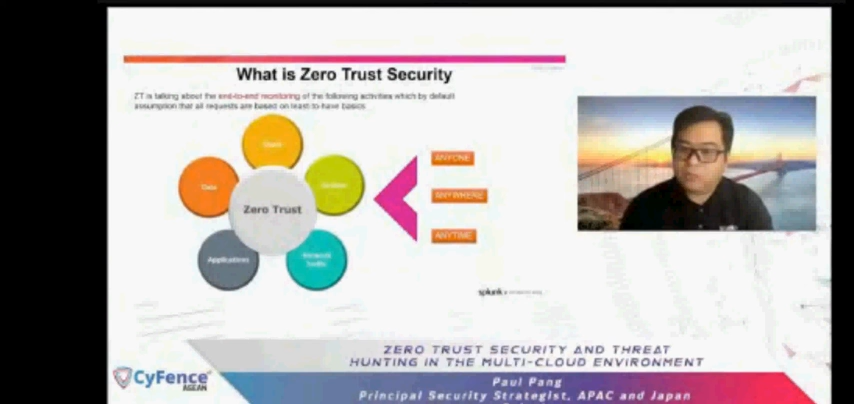 What is Zero Trust Security
ZT is talking about the end-to-end monitoring of the following activities which by default
assumption that all requests are based on least-to-have basics
Data
Zero Trust
Applications
Network
ANYONE
ANYWHERE
ANYTIME
splunk>
ZERO TRUST SECURITY AND THREAT
HUNTING IN THE MULTI-CLOUD ENVIRONMENT
CyFence
ASEAN
Paul Pang
Principal Security Strategist, APAC and Japan